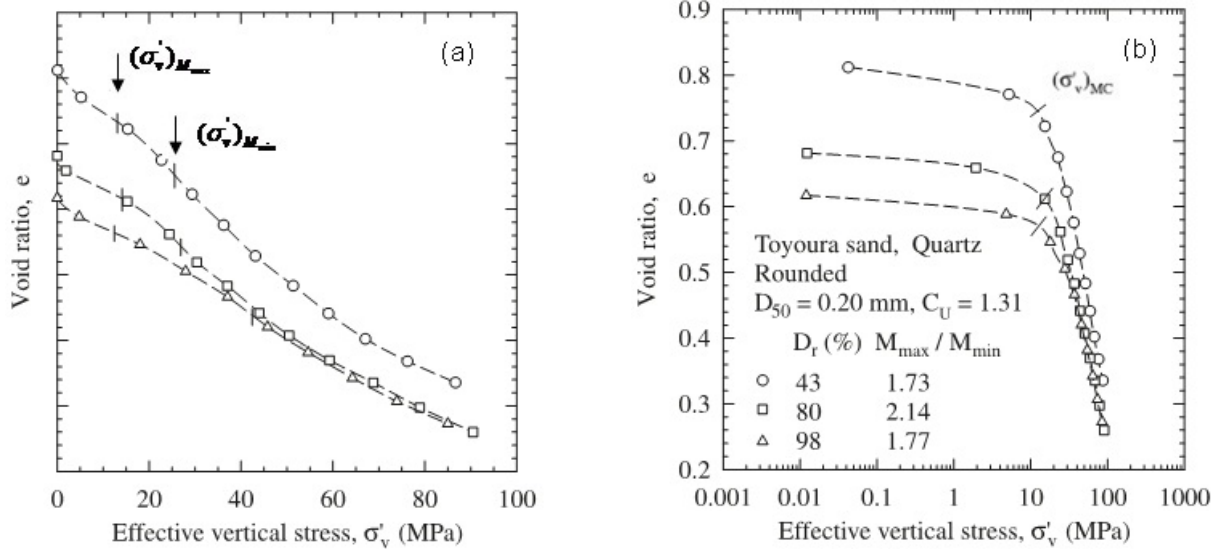 (a)
(σ'v)Mmax
(σ'v)Mmin
Void ratio, e
0 20 40 60 80 100
Effective vertical stress, σ'v (MPa)
(b)
0.9
0.8
0.7
0.6
0.5
0.4
0.3
0.2
Void ratio, e
(σ'v)MC
Toyoura sand, Quartz
Rounded
D50 = 0.20 mm, CU = 1.31
Dr (%) Mmax / Mmin
43 1.73
80 2.14
98 1.77
0.001 0.01 0.1 1 10 100 1000
Effective vertical stress, σ'v (MPa)